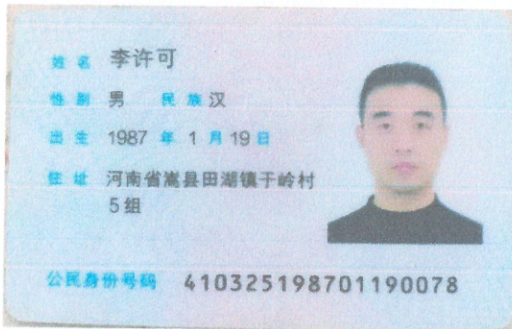 姓名 李许可
性别 男 民族 汉
出生 1987 年 1 月 19 日
住址 河南省嵩县田湖镇于岭村
5组
公民身份号码 410325198701190078